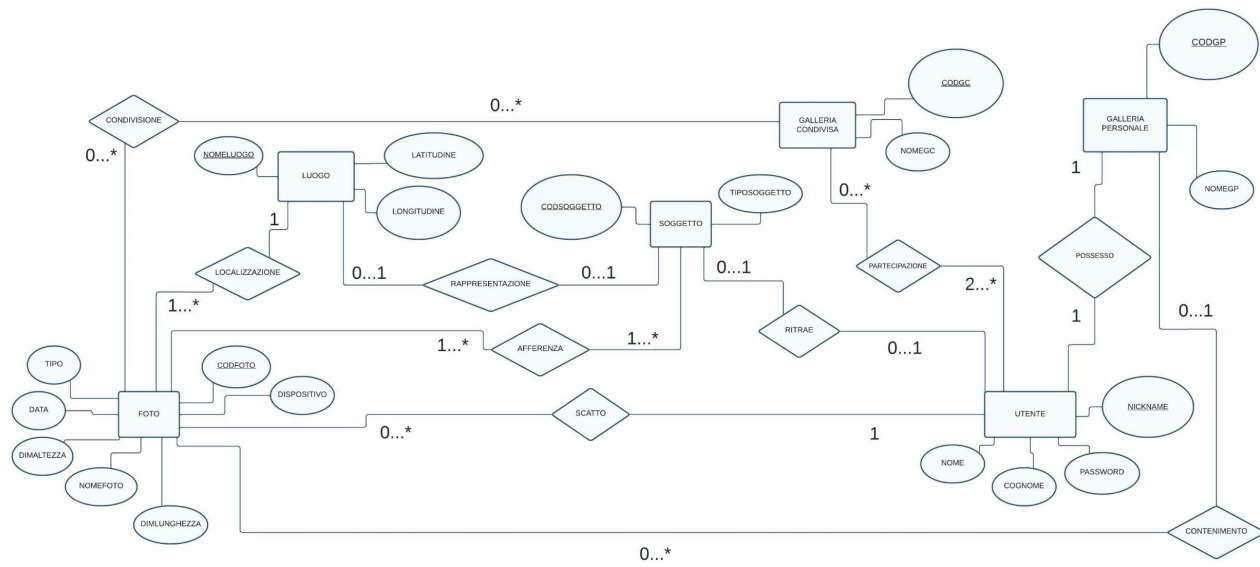 CODGP
CODGC
0...*
GALLERIA
PERSONALE
CONDIVISIONE
GALLERIA
CONDIVISA
0...*
NOMELUOGO
LATITUDINE
NOMEGC
1
LUOGO
NOMEGP
0...*
TIPOSOGGETTO
CODSOGGETTO
LONGITUDINE
1
SOGGETTO
POSSESSO
LOCALIZZAZIONE
0...1
0...1
0...1
PARTECIPAZIONE
RAPPRESENTAZIONE
2...*
1...*
0...1
1
RITRAE
1...*
1...*
0...1
AFFERENZA
TIPO
CODFOTO
DISPOSITIVO
DATA
FOTO
SCATTO
UTENTE
NICKNAME
0...*
1
DIMALTEZZA
NOME
PASSWORD
NOMEFOTO
COGNOME
DIMLUNGHEZZA
CONTENIMENTO
0...*